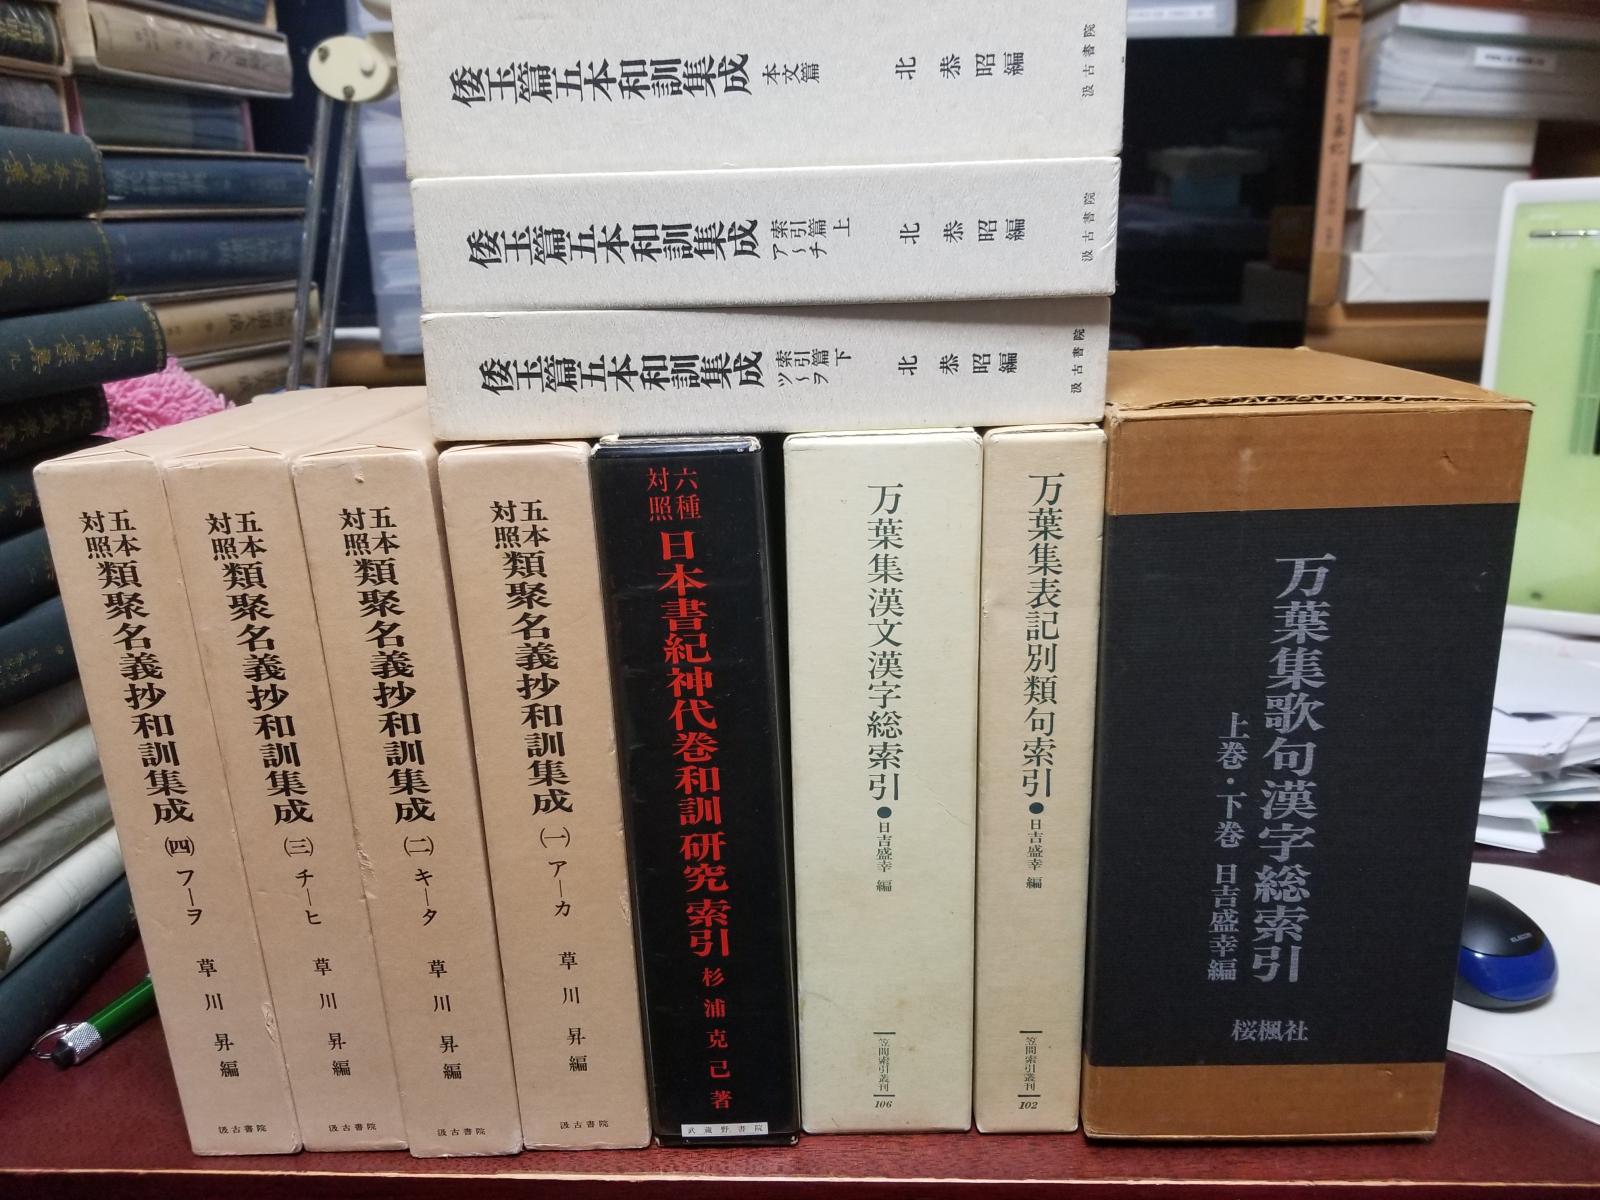 倭玉篇五本和訓集成 本文篇 北恭昭編 汲古書院
倭玉篇五本和訓集成 索引篇 上 ア〜チ 北恭昭編 汲古書院
倭玉篇五本和訓集成 索引篇 下 ツ〜ヲ 北恭昭編 汲古書院
五本対照 類聚名義抄和訓集成 (四) フ―ヲ 草川昇編 汲古書院
五本対照 類聚名義抄和訓集成 (三) チ―ヒ 草川昇編 汲古書院
五本対照 類聚名義抄和訓集成 (二) キ―タ 草川昇編 汲古書院
五本対照 類聚名義抄和訓集成 (一) ア―カ 草川昇編 汲古書院
六種対照 日本書紀神代巻和訓研究索引 杉浦克己著 武蔵野書院
万葉集漢文漢字総索引●日吉盛幸編 笠間索引叢刊 106
万葉集表記別類句索引●日吉盛幸編 笠間索引叢刊 102
万葉集歌句漢字総索引
上巻・下巻 日吉盛幸編
桜楓社
ELECOM